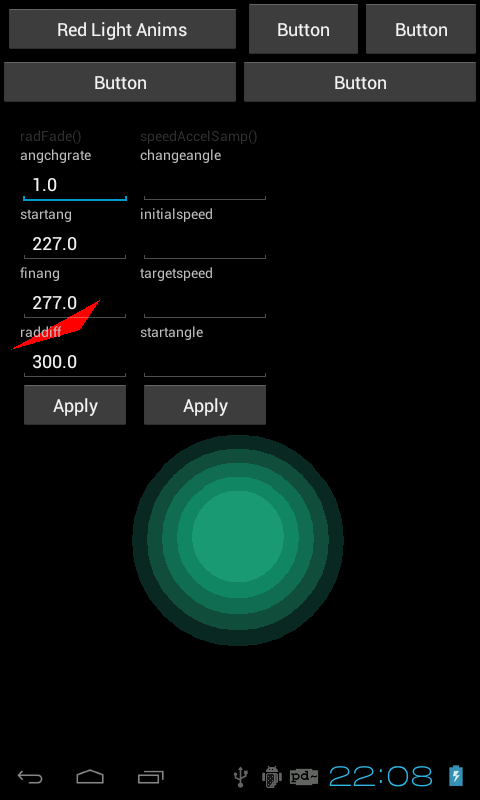 Red Light Anims Button Button
Button Button
radFade() speedAccelSamp()
angchgrate changeangle
1.0
startang initialspeed
227.0
finang targetspeed
277.0
raddiff startangle
300.0
Apply Apply
pd~ 22:08